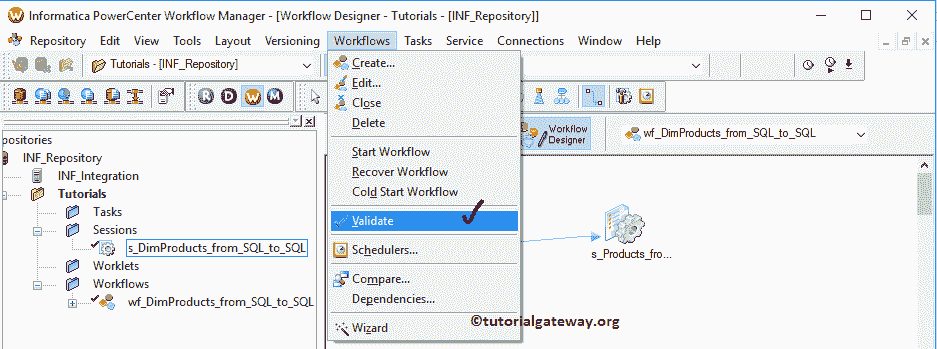 Informatica PowerCenter Workflow Manager - [Workflow Designer - Tutorials - [INF_Repository]]
Repository Edit View Tools Layout Versioning Workflows Tasks Service Connections Window Help
Tutorials - [INF_Repository]
R D W M
Workflow
Designer
wf_DimProducts_from_SQL_to_SQL
Create...
Edit...
Close
Delete
Start Workflow
Recover Workflow
Cold Start Workflow
Validate
Schedulers...
Compare...
Dependencies...
Wizard
positories
INF_Repository
INF_Integration
Tutorials
Tasks
Sessions
s_DimProducts_from_SQL_to_SQL
Worklets
Workflows
wf_DimProducts_from_SQL_to_SQL
s_Products_fro...
©tutorialgateway.org